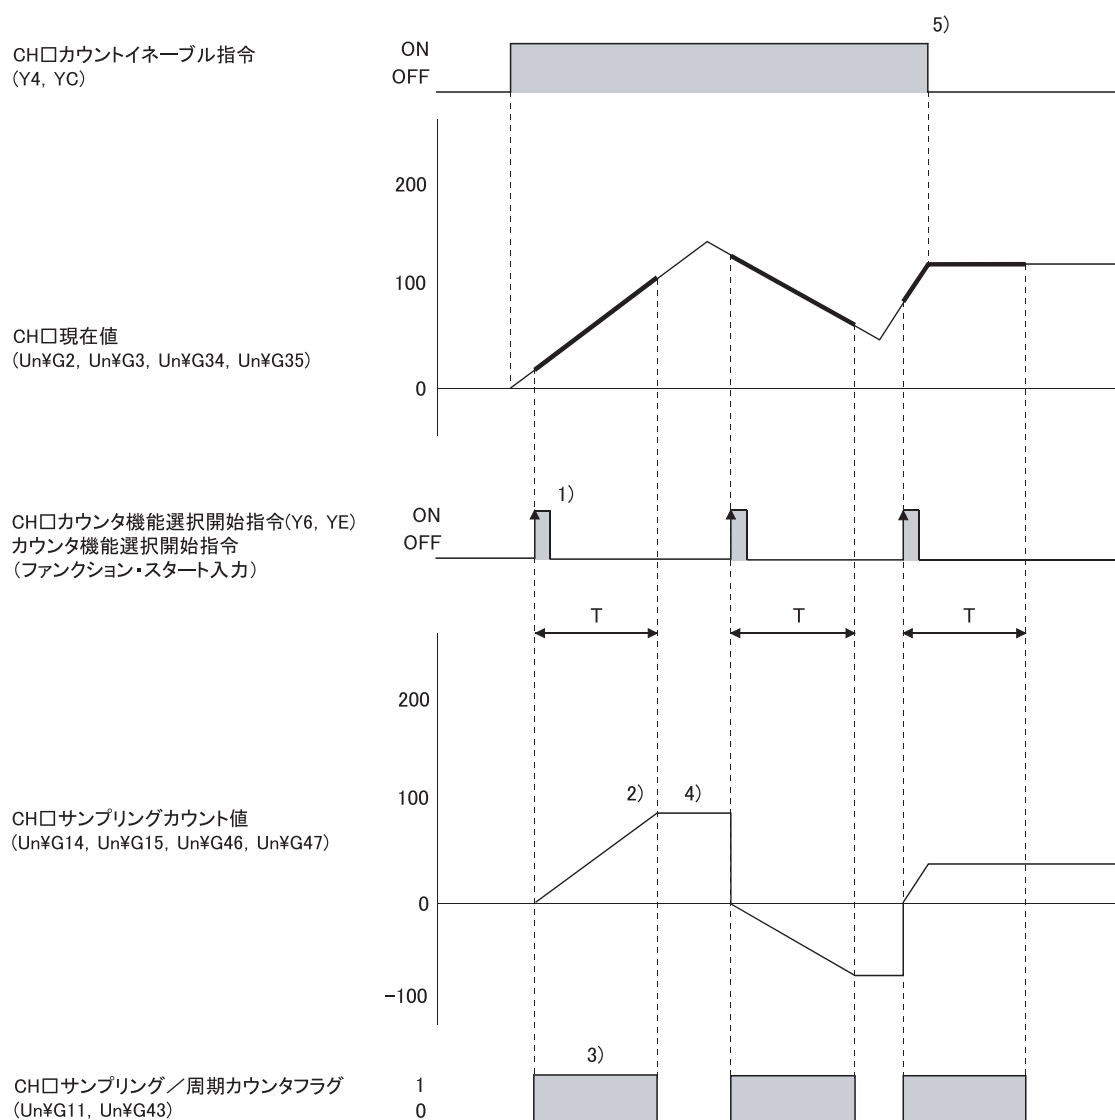 5)
CH□カウントイネーブル指令
(Y4, YC)
ON
OFF
200
100
CH□現在値
(Un¥G2, Un¥G3, Un¥G34, Un¥G35)
0
1)
CH□カウンタ機能選択開始指令(Y6, YE)
カウンタ機能選択開始指令
(ファンクション・スタート入力)
ON
OFF
T T T
200
100
2) 4)
CH□サンプリングカウント値
(Un¥G14, Un¥G15, Un¥G46, Un¥G47)
0
-100
3)
CH□サンプリング/周期カウンタフラグ
(Un¥G11, Un¥G43)
1
0